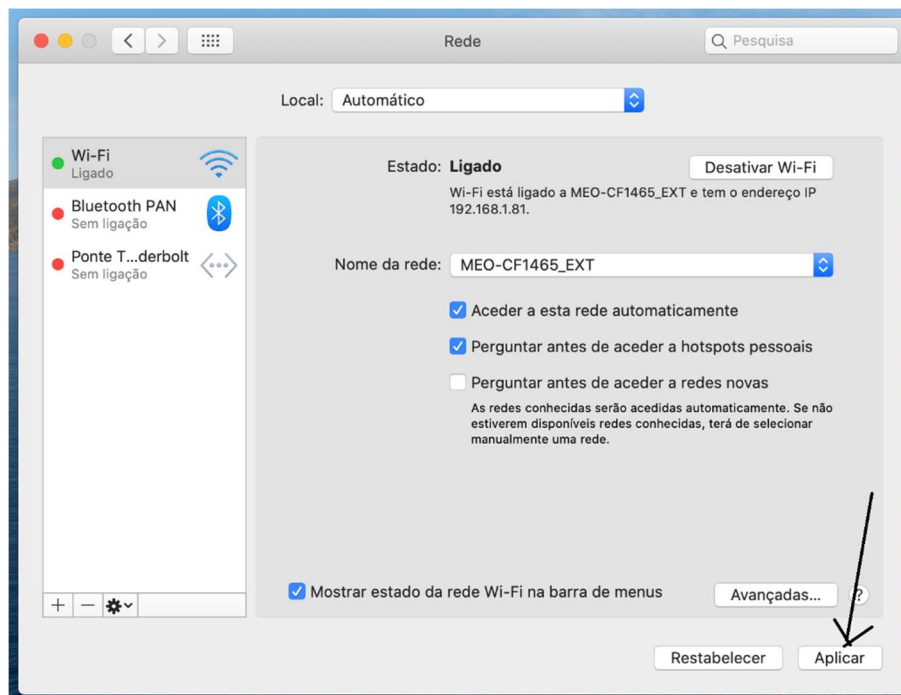 Rede
Pesquisa
Local: Automático
Wi-Fi
Ligado
Bluetooth PAN
Sem ligação
Ponte T...derbolt
Sem ligação
Estado: Ligado
Desativar Wi-Fi
Wi-Fi está ligado a MEO-CF1465_EXT e tem o endereço IP
192.168.1.81.
Nome da rede: MEO-CF1465_EXT
Aceder a esta rede automaticamente
Perguntar antes de aceder a hotspots pessoais
Perguntar antes de aceder a redes novas
As redes conhecidas serão acedidas automaticamente. Se não
estiverem disponíveis redes conhecidas, terá de selecionar
manualmente uma rede.
Mostrar estado da rede Wi-Fi na barra de menus
Avançadas...
?
Restabelecer
Aplicar